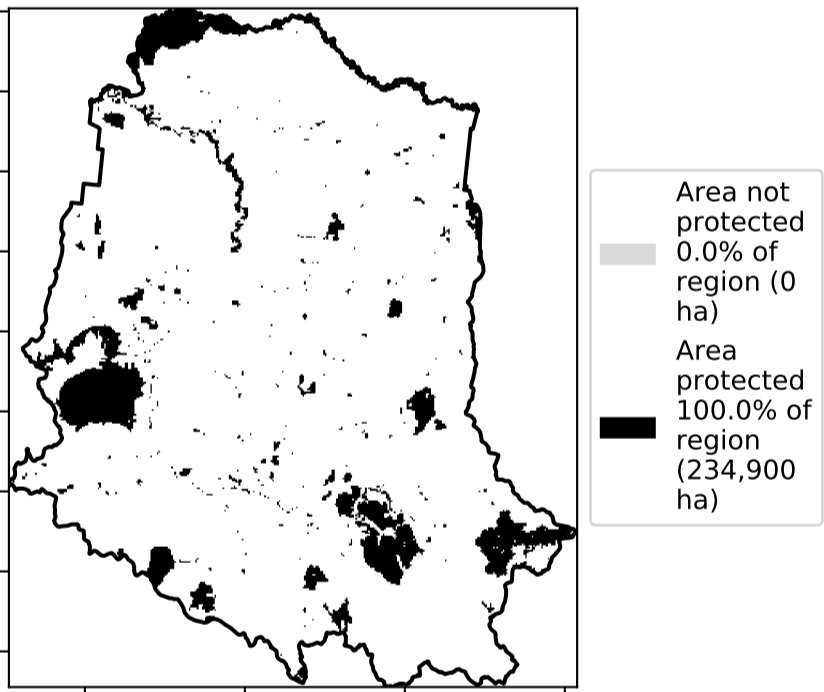 Area not
protected
0.0% of
region (0
ha)
Area
protected
100.0% of
region
(234,900
ha)